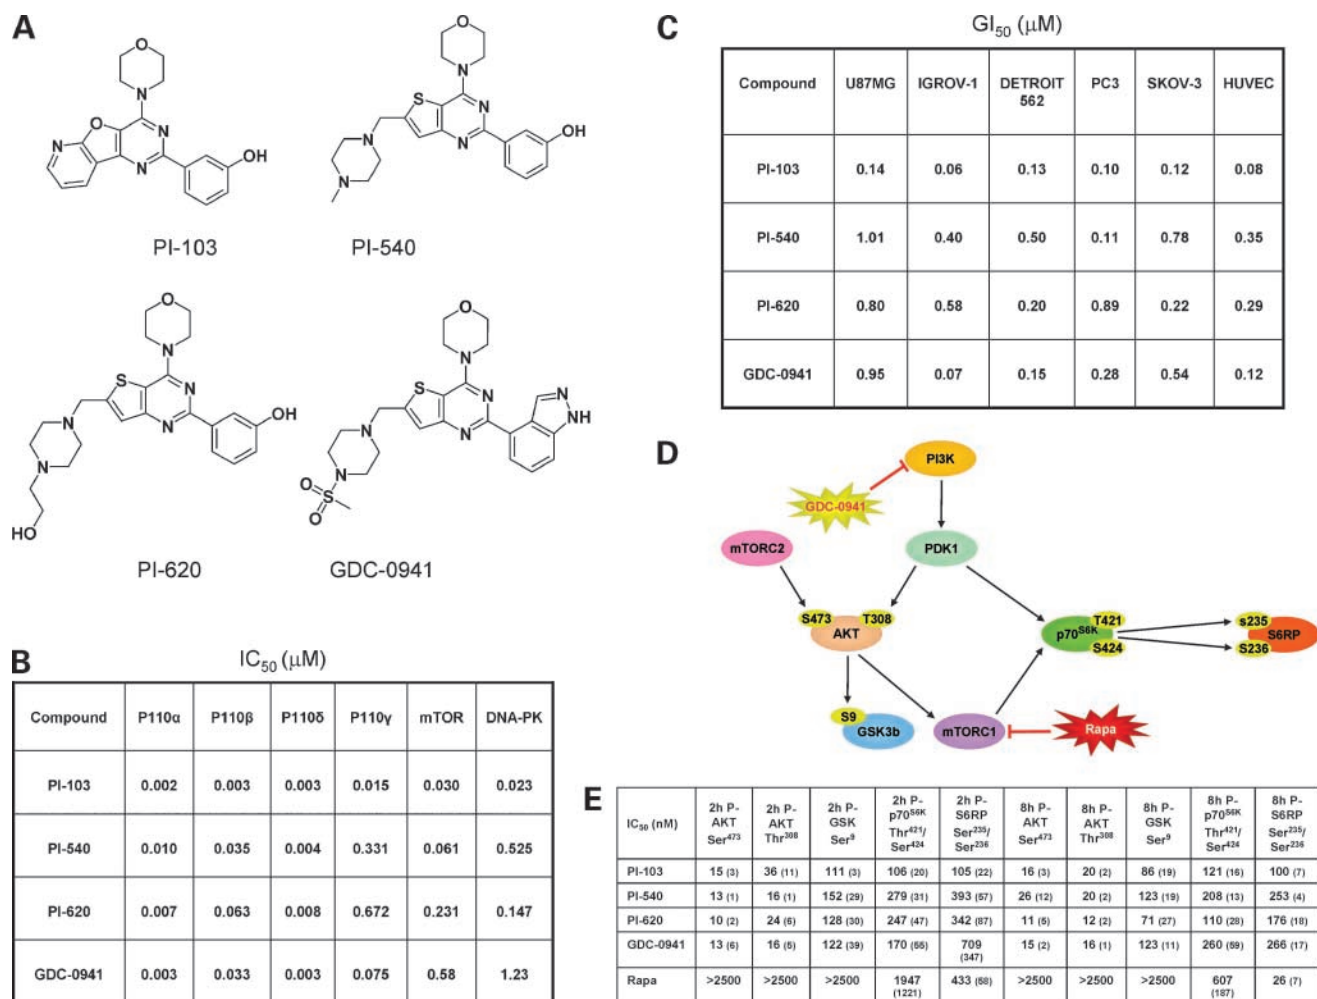 A
O
N
O
N
N
N
OH
PI-103
O
N
S
N
N
N
N
OH
PI-540
O
N
S
N
N
N
N
OH
HO
PI-620
O
N
S
N
N
N
N
N
NH
O
S
O
GDC-0941
B
IC50 (μM)
Compound P110α P110β P110δ P110γ mTOR DNA-PK
PI-103 0.002 0.003 0.003 0.015 0.030 0.023
PI-540 0.010 0.035 0.004 0.331 0.061 0.525
PI-620 0.007 0.063 0.008 0.672 0.231 0.147
GDC-0941 0.003 0.033 0.003 0.075 0.58 1.23
C
GI50 (μM)
Compound U87MG IGROV-1 DETROIT PC3 SKOV-3 HUVEC
562
PI-103 0.14 0.06 0.13 0.10 0.12 0.08
PI-540 1.01 0.40 0.50 0.11 0.78 0.35
PI-620 0.80 0.58 0.20 0.89 0.22 0.29
GDC-0941 0.95 0.07 0.15 0.28 0.54 0.12
D
PI3K
GDC-0941
mTORC2
PDK1
S473 T308
AKT
T421
p70S6K
S424
s235
S6RP
S236
S9
GSK3b
mTORC1
Rapa
E
IC50 (nM)
2h P-
AKT
Ser473
2h P-
AKT
Thr308
2h P-
GSK
Ser9
2h P-
p70S6K
Thr421/
Ser424
2h P-
S6RP
Ser235/
Ser236
8h P-
AKT
Ser473
8h P-
AKT
Thr308
8h P-
GSK
Ser9
8h P-
p70S6K
Thr421/
Ser424
8h P-
S6RP
Ser235/
Ser236
PI-103 15 (3) 36 (11) 111 (3) 106 (20) 105 (22) 16 (3) 20 (2) 86 (19) 121 (16) 100 (7)
PI-540 13 (1) 16 (1) 152 (29) 279 (31) 393 (57) 26 (12) 20 (2) 123 (19) 208 (13) 253 (4)
PI-620 10 (2) 24 (6) 128 (30) 247 (47) 342 (87) 11 (5) 12 (2) 71 (27) 110 (28) 176 (18)
GDC-0941 13 (6) 16 (5) 122 (39) 170 (55) 709 (347) 15 (2) 16 (1) 123 (11) 260 (59) 266 (17)
Rapa >2500 >2500 >2500 1947 (1221) 433 (58) >2500 >2500 >2500 607 (187) 26 (7)